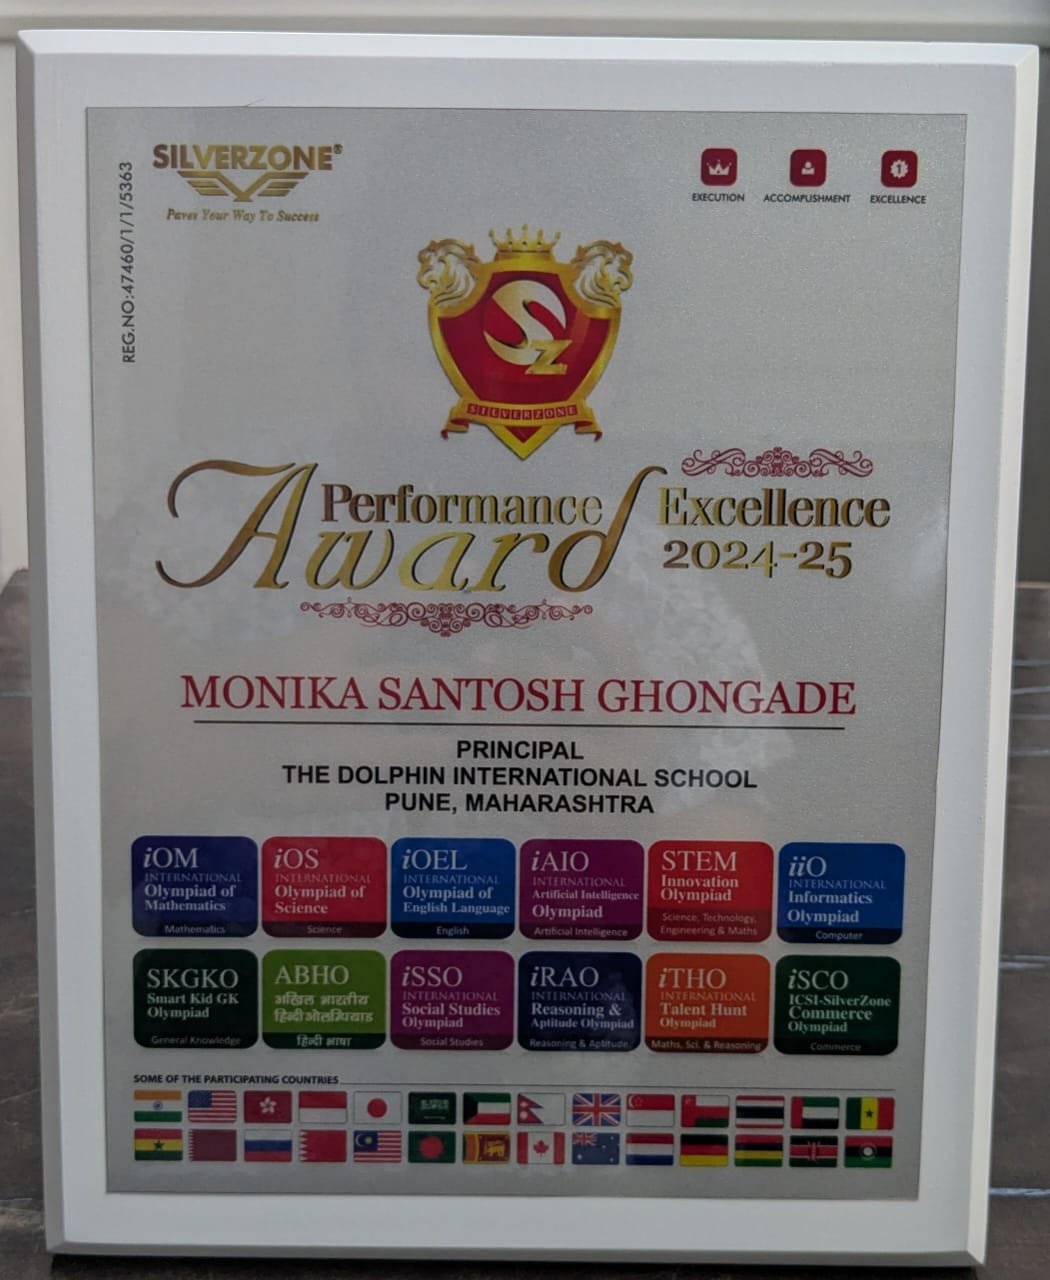 SILVERZONE®
Paves Your Way To Success
REG.NO:47460/1/1/5363
EXECUTION
ACCOMPLISHMENT
EXCELLENCE
1
SZ
SILVERZONE
Performance Excellence
Award 2024-25
MONIKA SANTOSH GHONGADE
PRINCIPAL
THE DOLPHIN INTERNATIONAL SCHOOL
PUNE, MAHARASHTRA
iOM
INTERNATIONAL
Olympiad of
Mathematics
Mathematics
iOS
INTERNATIONAL
Olympiad of
Science
Science
iOEL
INTERNATIONAL
Olympiad of
English Language
English
iAIO
INTERNATIONAL
Artificial Intelligence
Olympiad
Artificial Intelligence
STEM
Innovation
Olympiad
Science, Technology,
Engineering & Maths
iiO
INTERNATIONAL
Informatics
Olympiad
Computer
SKGKO
Smart Kid GK
Olympiad
General Knowledge
ABHO
अखिल भारतीय
हिन्दी ओलम्पियाड
हिन्दी भाषा
iSSO
INTERNATIONAL
Social Studies
Olympiad
Social Studies
iRAO
INTERNATIONAL
Reasoning &
Aptitude Olympiad
Reasoning & Aptitude
iTHO
INTERNATIONAL
Talent Hunt
Olympiad
Maths, Sci. & Reasoning
iSCO
ICSI-SilverZone
Commerce
Olympiad
Commerce
SOME OF THE PARTICIPATING COUNTRIES